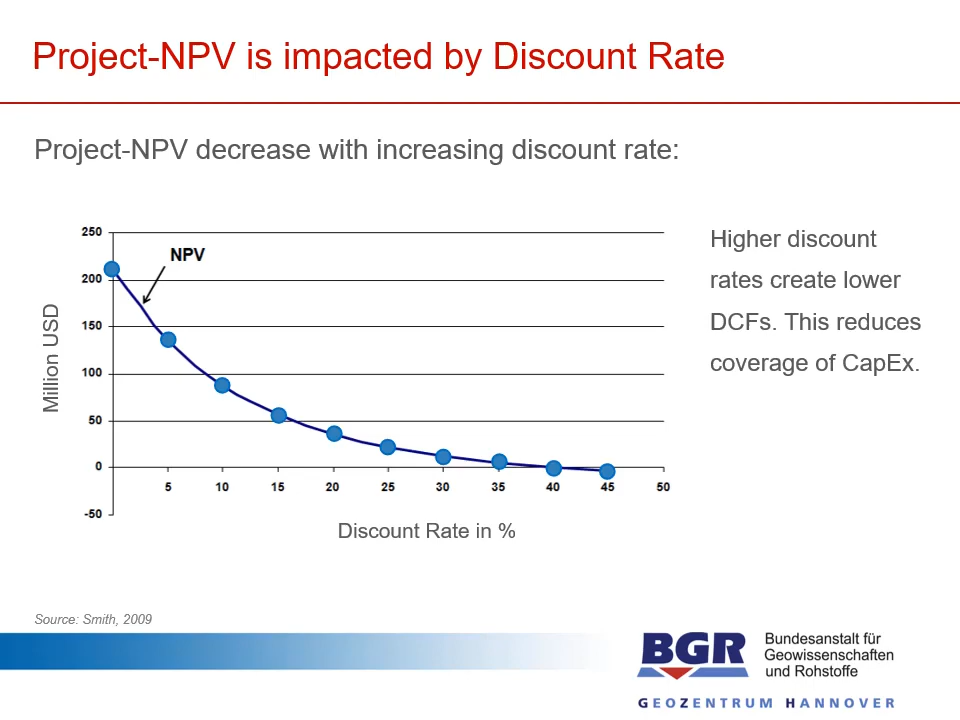 Project-NPV is impacted by Discount Rate
Project-NPV decrease with increasing discount rate:
250
200
150
100
50
0
-50
NPV
Million USD
5 10 15 20 25 30 35 40 45 50
Discount Rate in %
Higher discount
rates create lower
DCFs. This reduces
coverage of CapEx.
Source: Smith, 2009
BGR
Bundesanstalt für
Geowissenschaften
und Rohstoffe
GEOZENTRUM HANNOVER